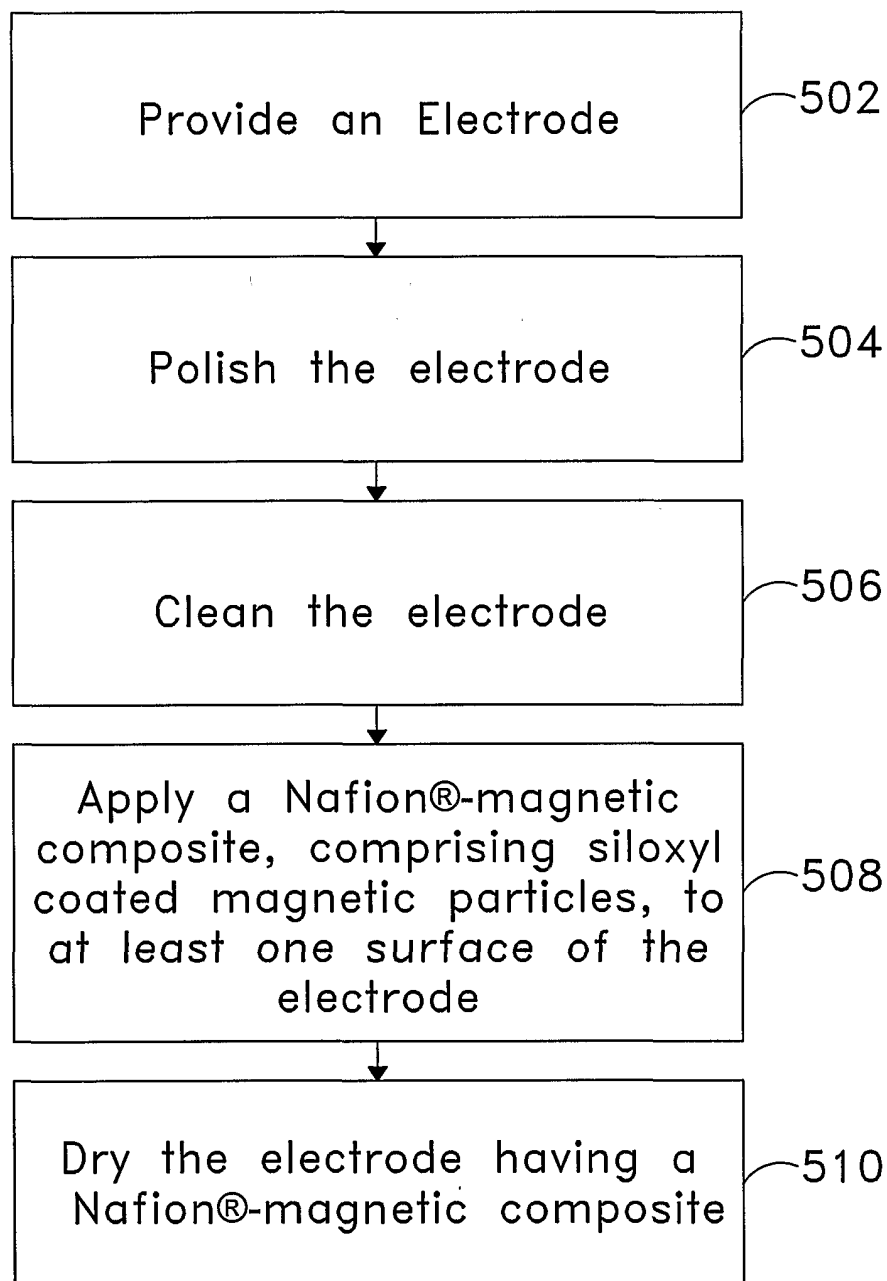 Provide an Electrode
502
Polish the electrode
504
Clean the electrode
506
Apply a Nafion®-magnetic
composite, comprising siloxyl
coated magnetic particles, to
at least one surface of the
electrode
508
Dry the electrode having a
Nafion®-magnetic composite
510